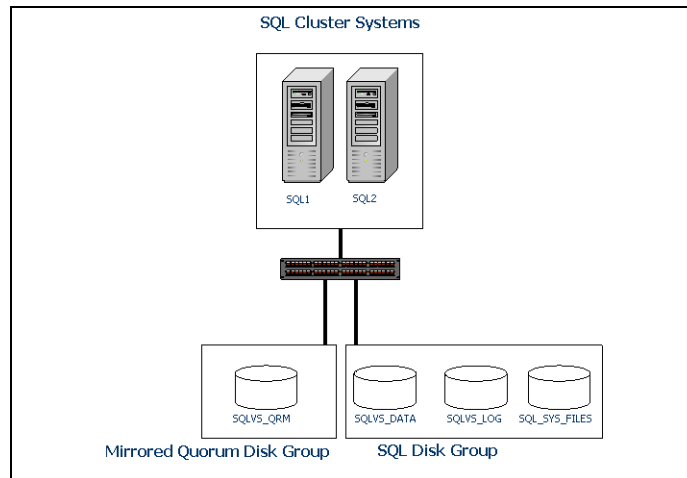 SQL Cluster Systems
SQL1
SQL2
SQLVS_QRM
SQLVS_DATA
SQLVS_LOG
SQL_SYS_FILES
Mirrored Quorum Disk Group
SQL Disk Group